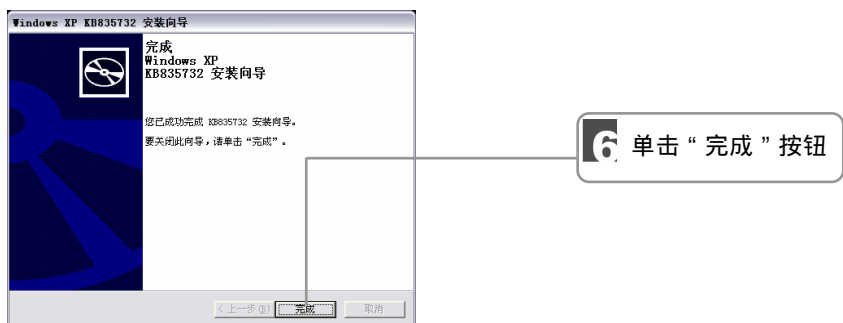 Windows XP KB835732 安装向导
完成
Windows XP
KB835732 安装向导
您已成功完成 KB835732 安装向导。
要关闭此向导，请单击“完成”。
6 单击“完成”按钮
<上一步(B) 完成 取消